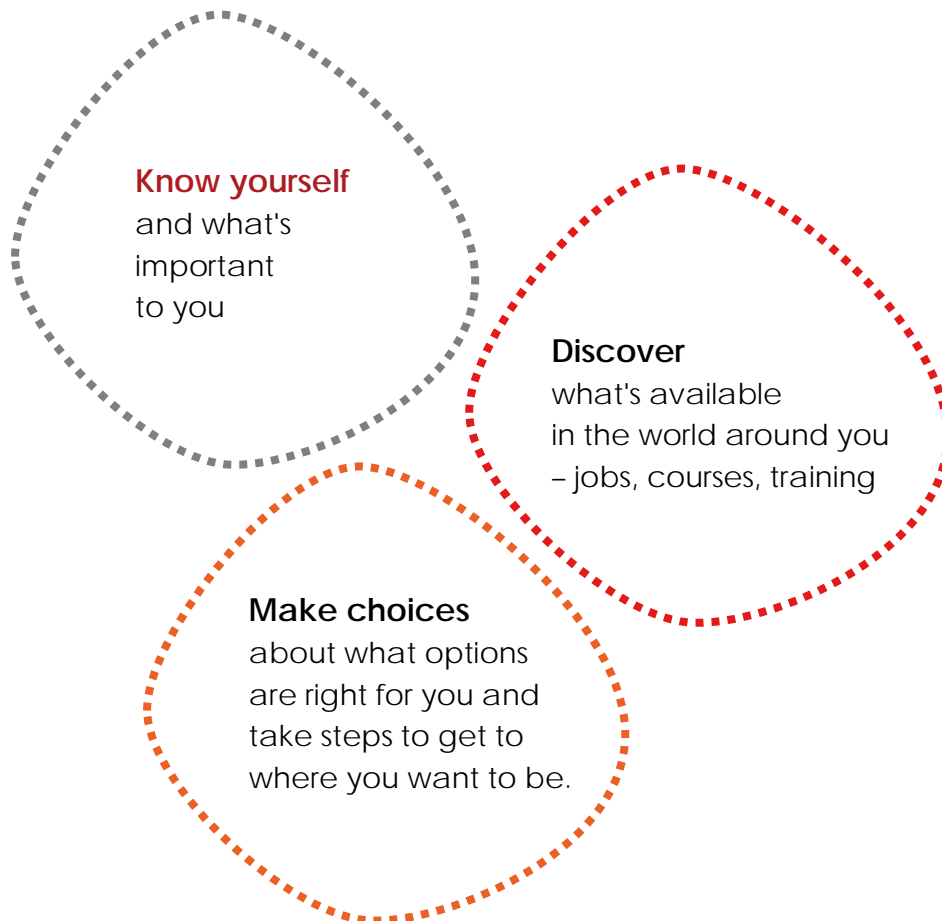 Know yourself
and what's
important
to you
Discover
what's available
in the world around you
– jobs, courses, training
Make choices
about what options
are right for you and
take steps to get to
where you want to be.